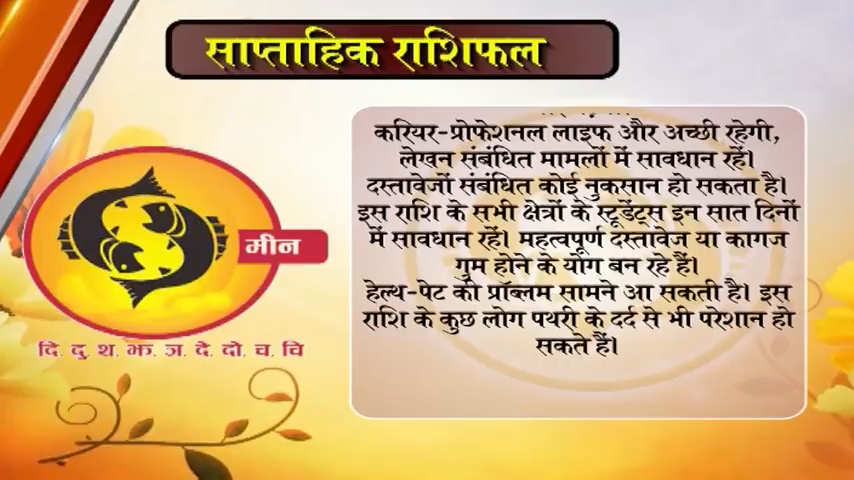 साप्ताहिक राशिफल
करियर-प्रोफेशनल लाइफ और अच्छी रहेगी,
लेखन संबंधित मामलों में सावधान रहें।
दस्तावेजों संबंधित कोई नुकसान हो सकता है।
इस राशि के सभी क्षेत्रों के स्टूडेंट्स इन सात दिनों
में सावधान रहें। महत्वपूर्ण दस्तावेज या कागज
गुम होने के योग बन रहे हैं।
हेल्थ-पेट की प्रॉब्लम सामने आ सकती है। इस
राशि के कुछ लोग पथरी के दर्द से भी परेशान हो
सकते हैं।
मीन
दि. दु. श. झ. ञ. दे. दो. च. चि